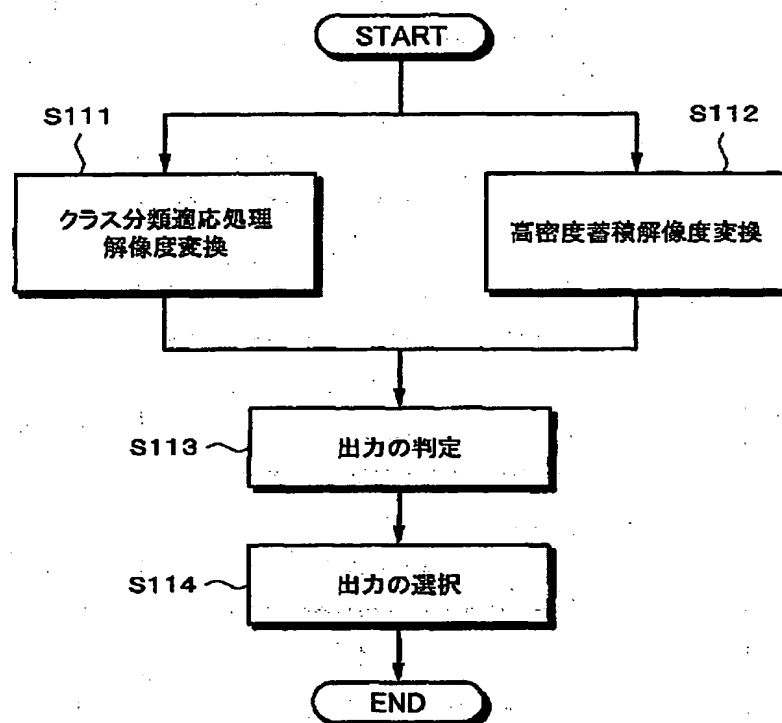 START
S111
S112
クラス分類適応処理
解像度変換
高密度蓄積解像度変換
S113
出力の判定
S114
出力の選択
END